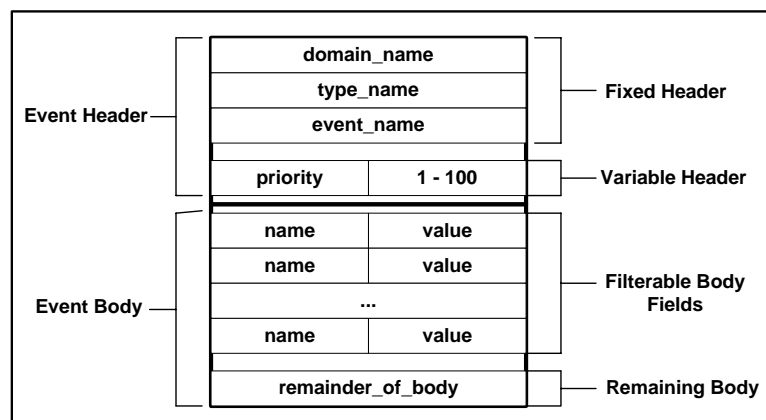 domain_name
type_name
event_name
Event Header
Fixed Header
priority 1 - 100
Variable Header
name value
name value
...
name value
Event Body
Filterable Body
Fields
remainder_of_body
Remaining Body